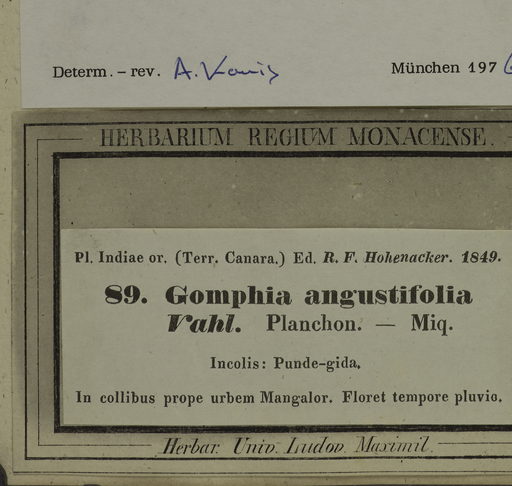 Determ. – rev. A. Kanis München 197
HERBARIUM REGIUM MONACENSE.
Pl. Indiae or. (Terr. Canara.) Ed. R. F. Hohenacker. 1849.
89. Gomphia angustifolia
Vahl. Planchon. — Miq.
Incolis: Punde-gida.
In collibus prope urbem Mangalor. Floret tempore pluvio.
Herbar. Univ. Ludov. Maximil.